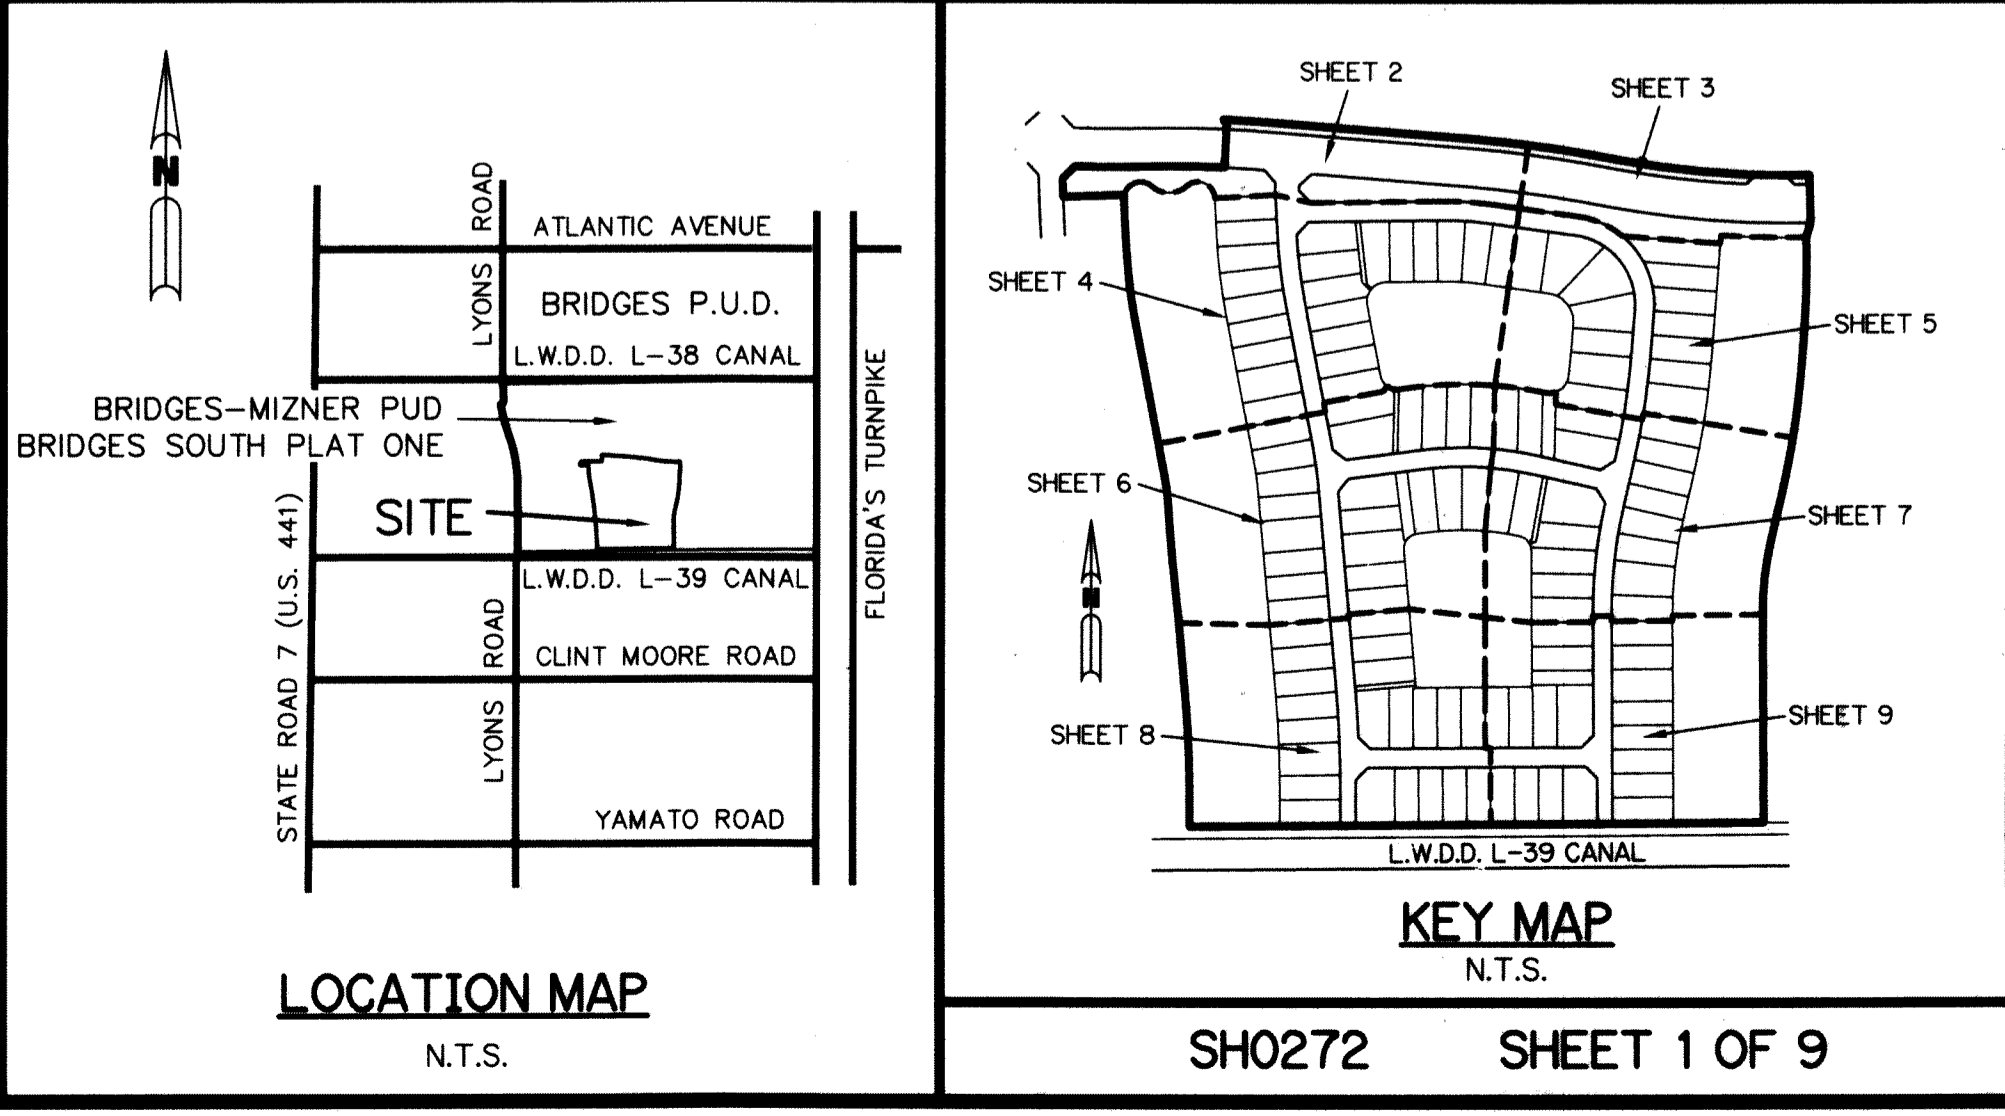 N
LYONS ROAD
ATLANTIC AVENUE
BRIDGES P.U.D.
L.W.D.D. L-38 CANAL
BRIDGES-MIZNER PUD
BRIDGES SOUTH PLAT ONE
SITE
FLORIDA'S TURNPIKE
STATE ROAD 7 (U.S. 441)
L.W.D.D. L-39 CANAL
LYONS ROAD
CLINT MOORE ROAD
YAMATO ROAD
LOCATION MAP
N.T.S.
SHEET 2
SHEET 3
SHEET 4
SHEET 5
SHEET 6
SHEET 7
N
SHEET 8
SHEET 9
L.W.D.D. L-39 CANAL
KEY MAP
N.T.S.
SH0272 SHEET 1 OF 9